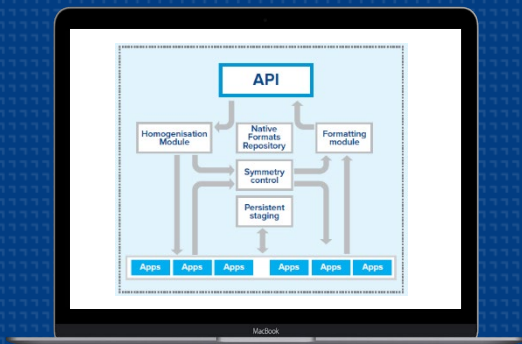 API
Homogenisation
Module
Native
Formats
Repository
Formatting
module
Symmetry
control
Persistent
staging
Apps Apps Apps Apps Apps Apps
MacBook